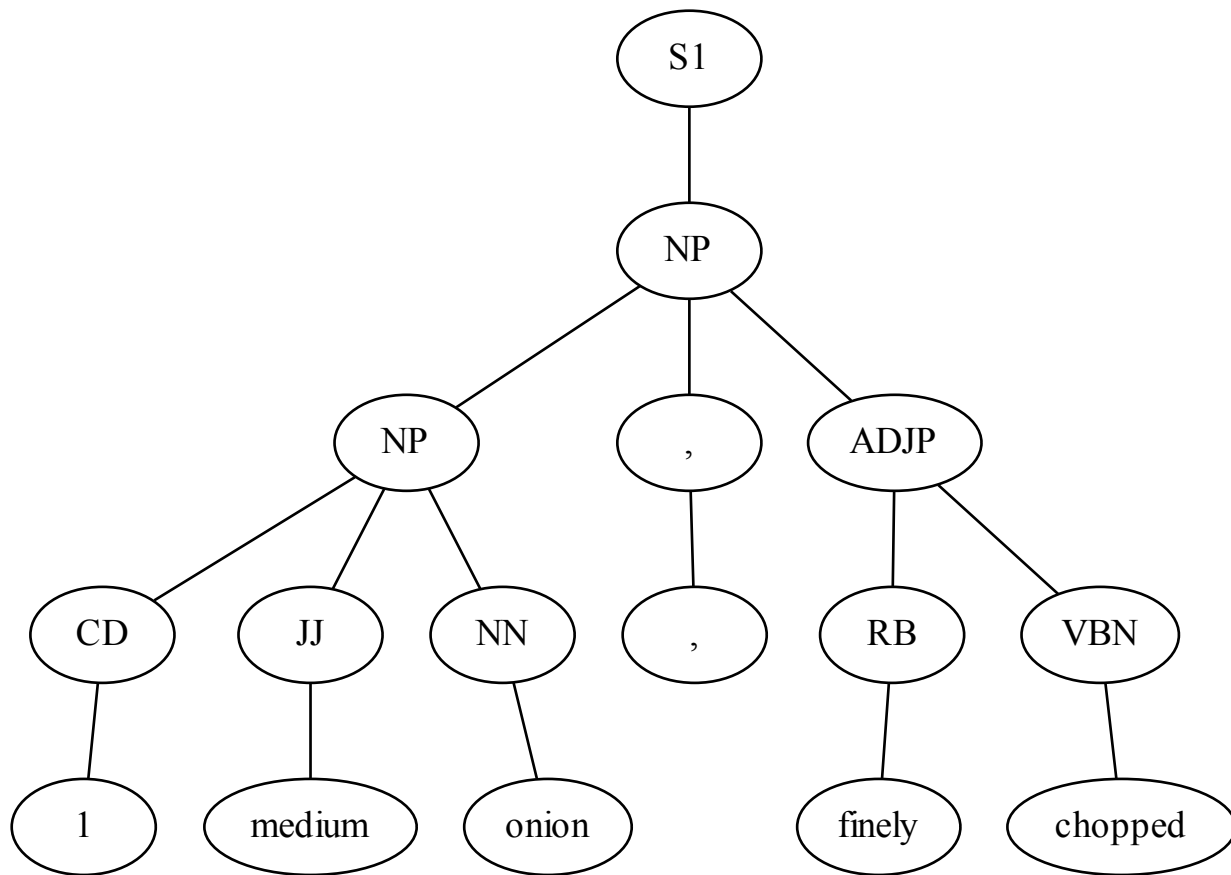 S1
NP
NP , ADJP
CD JJ NN , RB VBN
1 medium onion finely chopped